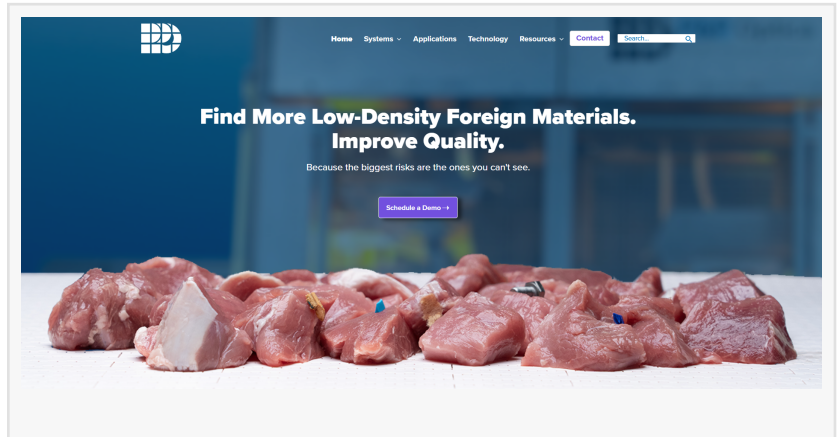 Home Systems Applications Technology Resources Contact Search...
Find More Low-Density Foreign Materials.
Improve Quality.
Because the biggest risks are the ones you can't see.
Schedule a Demo→